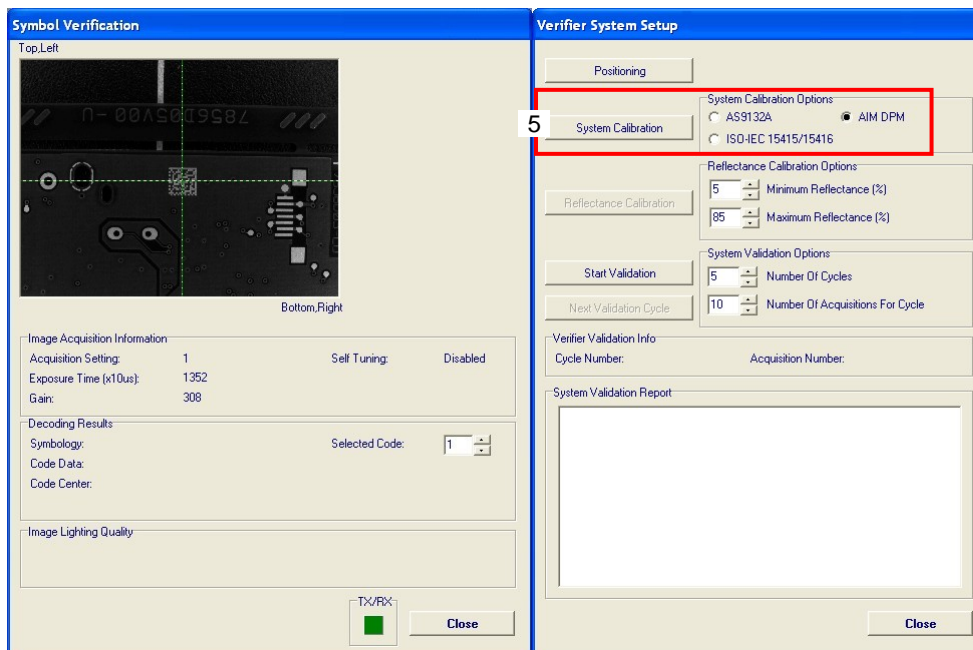 Symbol Verification
Top,Left
7856D05V00 -U
Bottom,Right
Image Acquisition Information
Acquisition Setting: 1 Self Tuning: Disabled
Exposure Time (x10us): 1352
Gain: 308
Decoding Results
Symbology: Selected Code: 1
Code Data:
Code Center:
Image Lighting Quality
TX/RX
Close
Verifier System Setup
Positioning
5
System Calibration
System Calibration Options
AS9132A AIM DPM
ISO-IEC 15415/15416
Reflectance Calibration
Reflectance Calibration Options
5 Minimum Reflectance (%)
85 Maximum Reflectance (%)
Start Validation
Next Validation Cycle
System Validation Options
5 Number Of Cycles
10 Number Of Acquisitions For Cycle
Verifier Validation Info
Cycle Number: Acquisition Number:
System Validation Report
Close